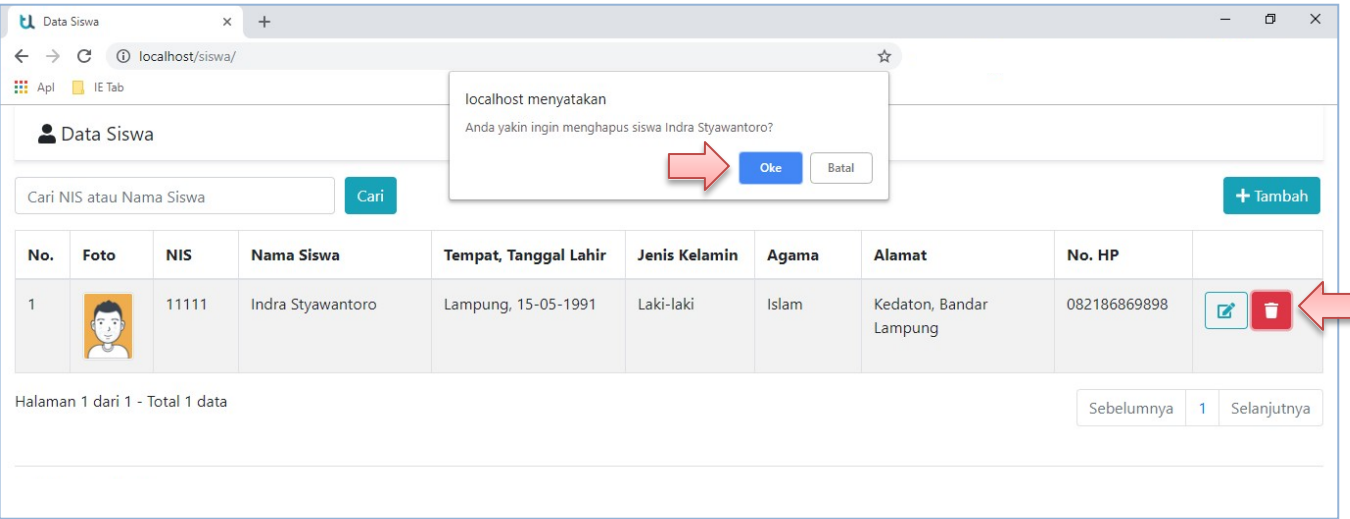 Data Siswa
localhost/siswa/
Apl IE Tab
localhost menyatakan
Anda yakin ingin menghapus siswa Indra Styawantoro?
Oke Batal
Data Siswa
Cari NIS atau Nama Siswa Cari + Tambah
No. Foto NIS Nama Siswa Tempat, Tanggal Lahir Jenis Kelamin Agama Alamat No. HP
1 11111 Indra Styawantoro Lampung, 15-05-1991 Laki-laki Islam Kedaton, Bandar 082186869898
Lampung
Halaman 1 dari 1 - Total 1 data
Sebelumnya 1 Selanjutnya